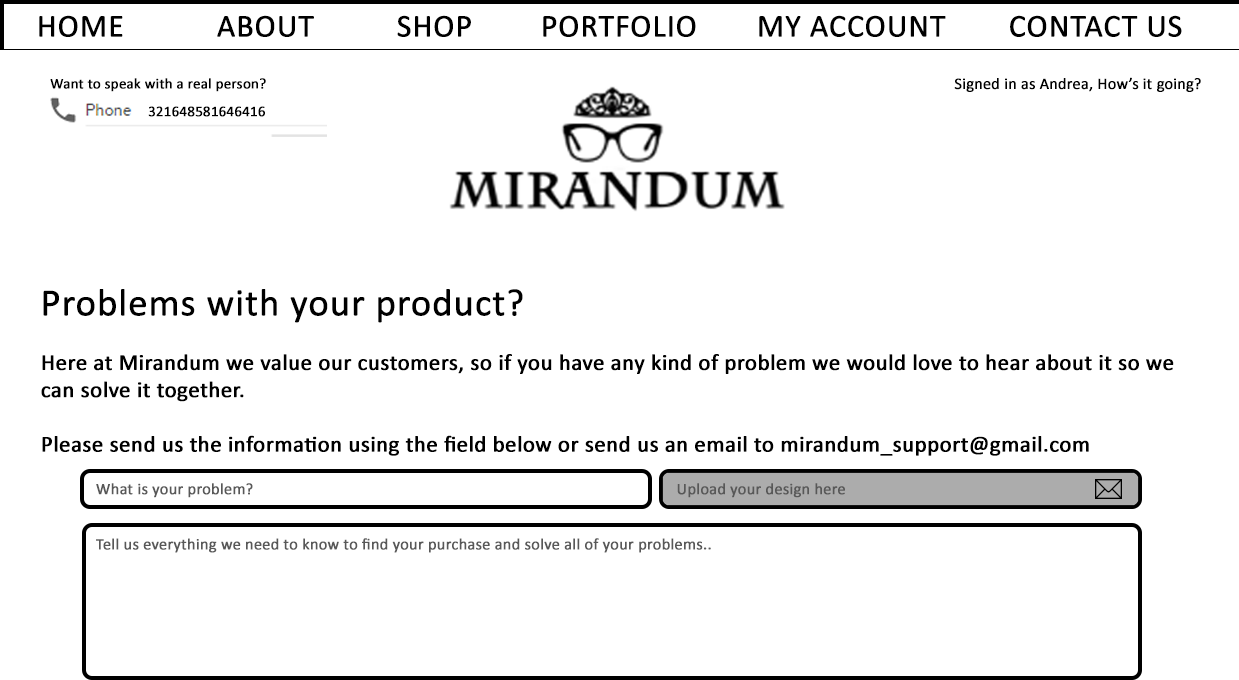 HOME ABOUT SHOP PORTFOLIO MY ACCOUNT CONTACT US
Want to speak with a real person?
Signed in as Andrea, How’s it going?
Phone 321648581646416
MIRANDUM
Problems with your product?
Here at Mirandum we value our customers, so if you have any kind of problem we would love to hear about it so we
can solve it together.
Please send us the information using the field below or send us an email to mirandum_support@gmail.com
What is your problem?
Upload your design here
Tell us everything we need to know to find your purchase and solve all of your problems..